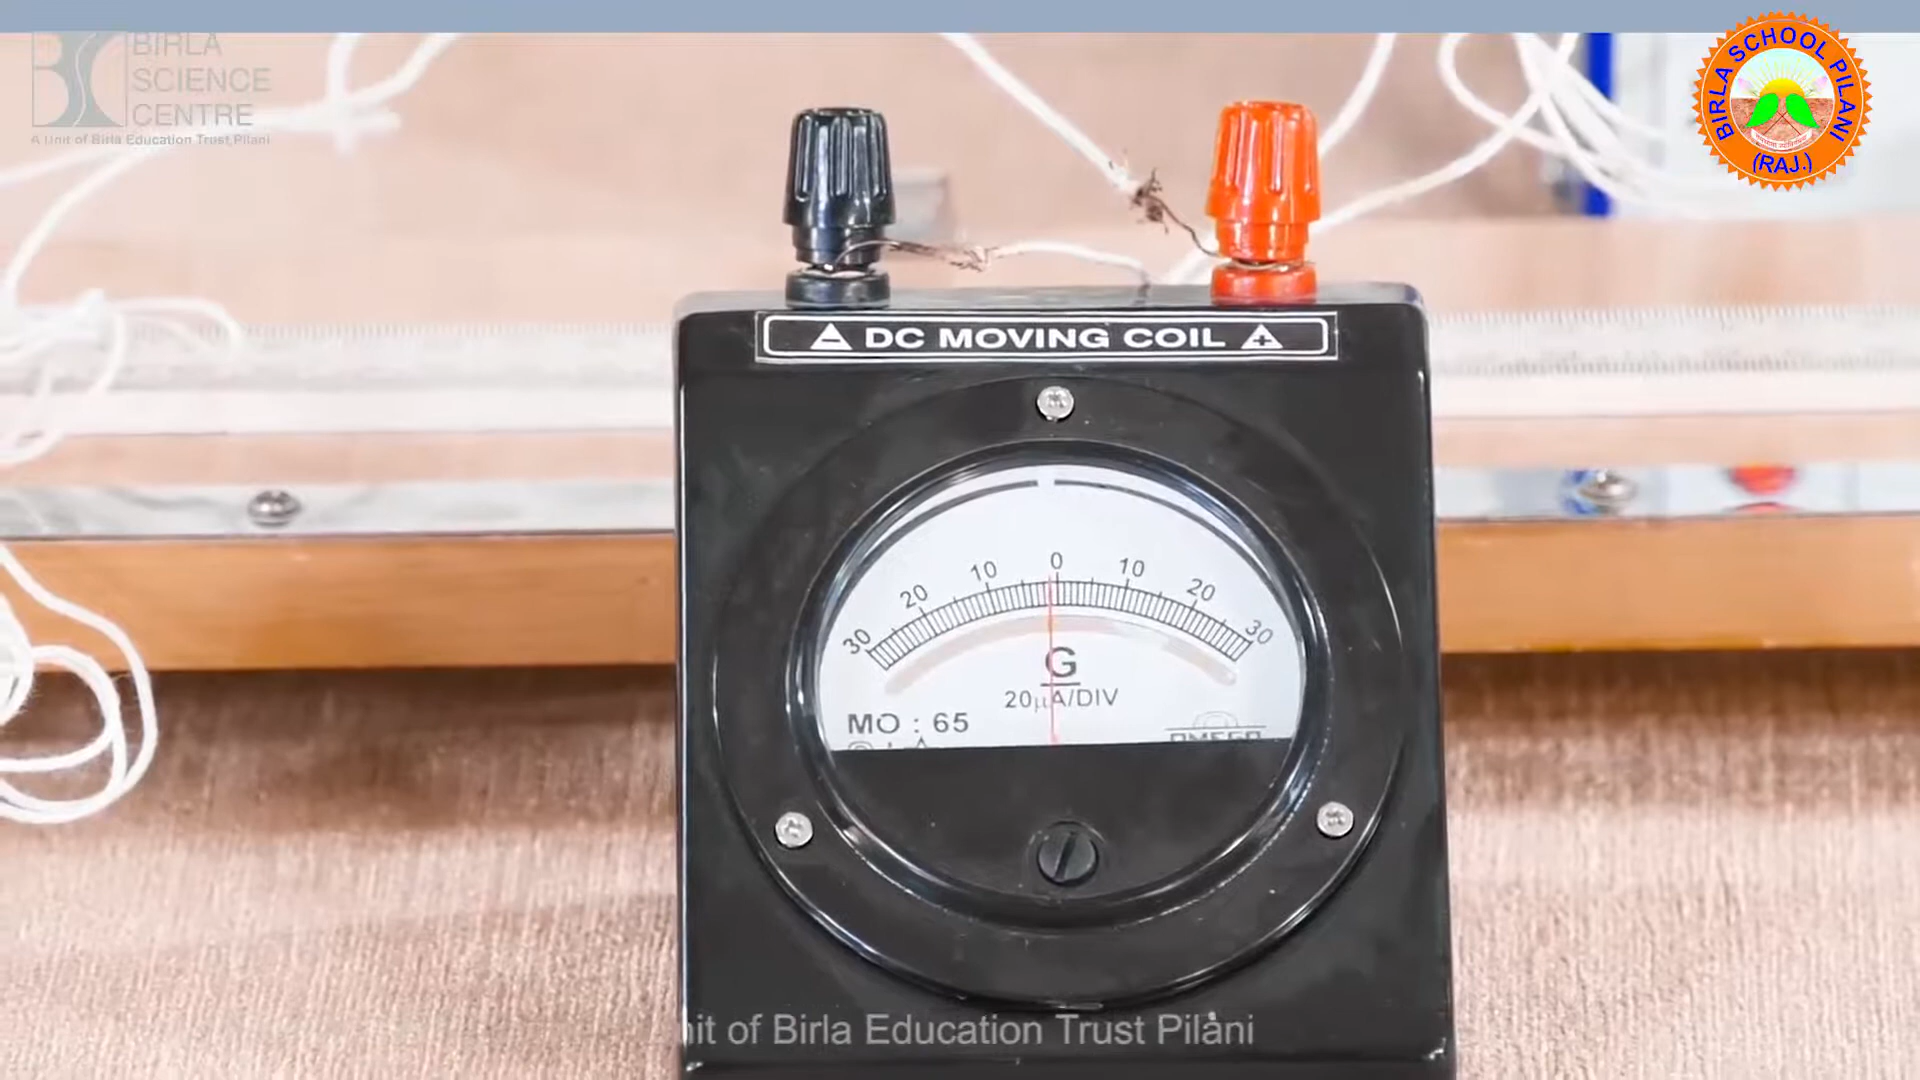 BIRLA
SCIENCE
CENTRE
A Unit of Birla Education Trust,Pilani
BIRLA SCHOOL PILANI
(RAJ.)
- DC MOVING COIL +
30 20 10 0 10 20 30
G
20µA/DIV
MO : 65
OMEGA
nit of Birla Education Trust Pilani